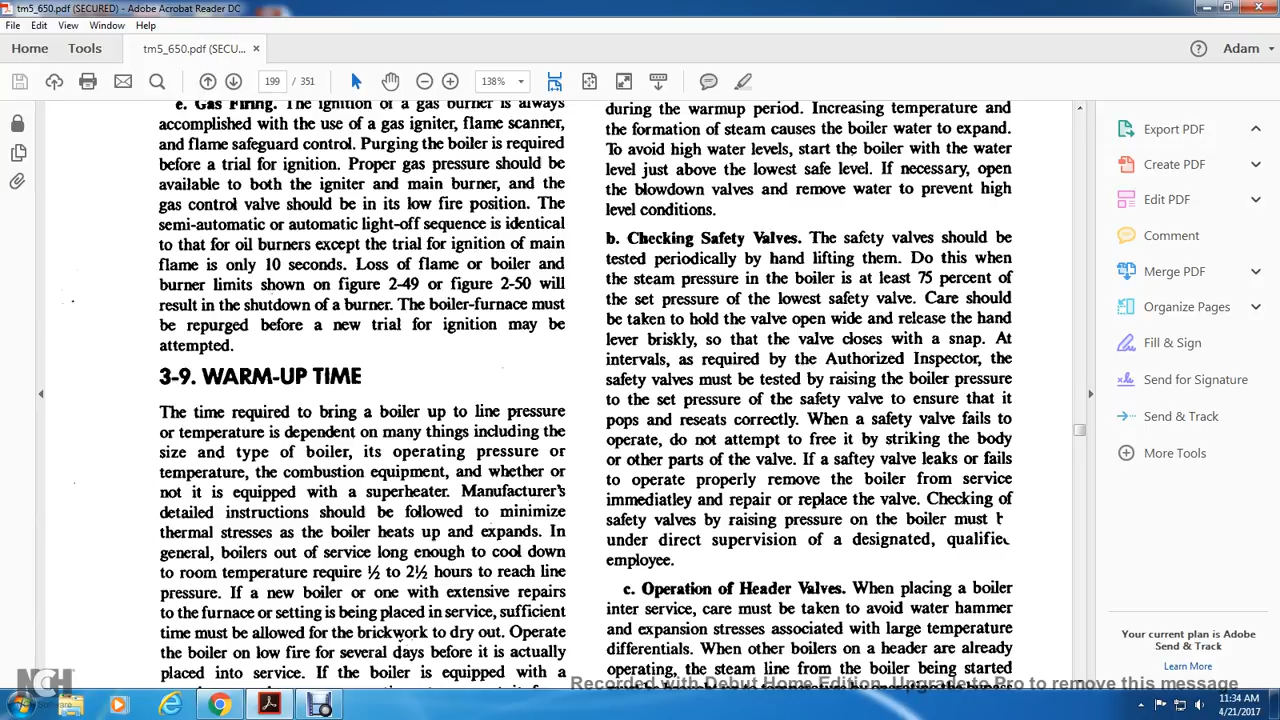 tm5_650.pdf (SECURED) - Adobe Acrobat Reader DC
File Edit View Window Help
Home Tools tm5_650.pdf (SECU... × Adam
199 / 351 138%
e. Gas Firing. The ignition of a gas burner is always
accomplished with the use of a gas igniter, flame scanner,
and flame safeguard control. Purging the boiler is required
before a trial for ignition. Proper gas pressure should be
available to both the igniter and main burner, and the
gas control valve should be in its low fire position. The
semi-automatic or automatic light-off sequence is identical
to that for oil burners except the trial for ignition of main
flame is only 10 seconds. Loss of flame or boiler and
burner limits shown on figure 2-49 or figure 2-50 will
result in the shutdown of a burner. The boiler-furnace must
be repurged before a new trial for ignition may be
attempted.
3-9. WARM-UP TIME
The time required to bring a boiler up to line pressure
or temperature is dependent on many things including the
size and type of boiler, its operating pressure or
temperature, the combustion equipment, and whether or
not it is equipped with a superheater. Manufacturer's
detailed instructions should be followed to minimize
thermal stresses as the boiler heats up and expands. In
general, boilers out of service long enough to cool down
to room temperature require ½ to 2½ hours to reach line
pressure. If a new boiler or one with extensive repairs
to the furnace or setting is being placed in service, sufficient
time must be allowed for the brickwork to dry out. Operate
the boiler on low fire for several days before it is actually
placed into service. If the boiler is equipped with a
during the warmup period. Increasing temperature and
the formation of steam causes the boiler water to expand.
To avoid high water levels, start the boiler with the water
level just above the lowest safe level. If necessary, open
the blowdown valves and remove water to prevent high
level conditions.
b. Checking Safety Valves. The safety valves should be
tested periodically by hand lifting them. Do this when
the steam pressure in the boiler is at least 75 percent of
the set pressure of the lowest safety valve. Care should
be taken to hold the valve open wide and release the hand
lever briskly, so that the valve closes with a snap. At
intervals, as required by the Authorized Inspector, the
safety valves must be tested by raising the boiler pressure
to the set pressure of the safety valve to ensure that it
pops and reseats correctly. When a safety valve fails to
operate, do not attempt to free it by striking the body
or other parts of the valve. If a saftey valve leaks or fails
to operate properly remove the boiler from service
immediatley and repair or replace the valve. Checking of
safety valves by raising pressure on the boiler must
under direct supervision of a designated, qualified
employee.
c. Operation of Header Valves. When placing a boiler
inter service, care must be taken to avoid water hammer
and expansion stresses associated with large temperature
differentials. When other boilers on a header are already
operating, the steam line from the boiler being started
Export PDF
Create PDF
Edit PDF
Comment
Merge PDF
Organize Pages
Fill & Sign
Send for Signature
Send & Track
More Tools
Your current plan is Adobe
Send & Track
Learn More
Recorded with Debut Home Edition. Upgrade to Pro to remove this message
NCH
Software
11:34 AM
4/21/2017